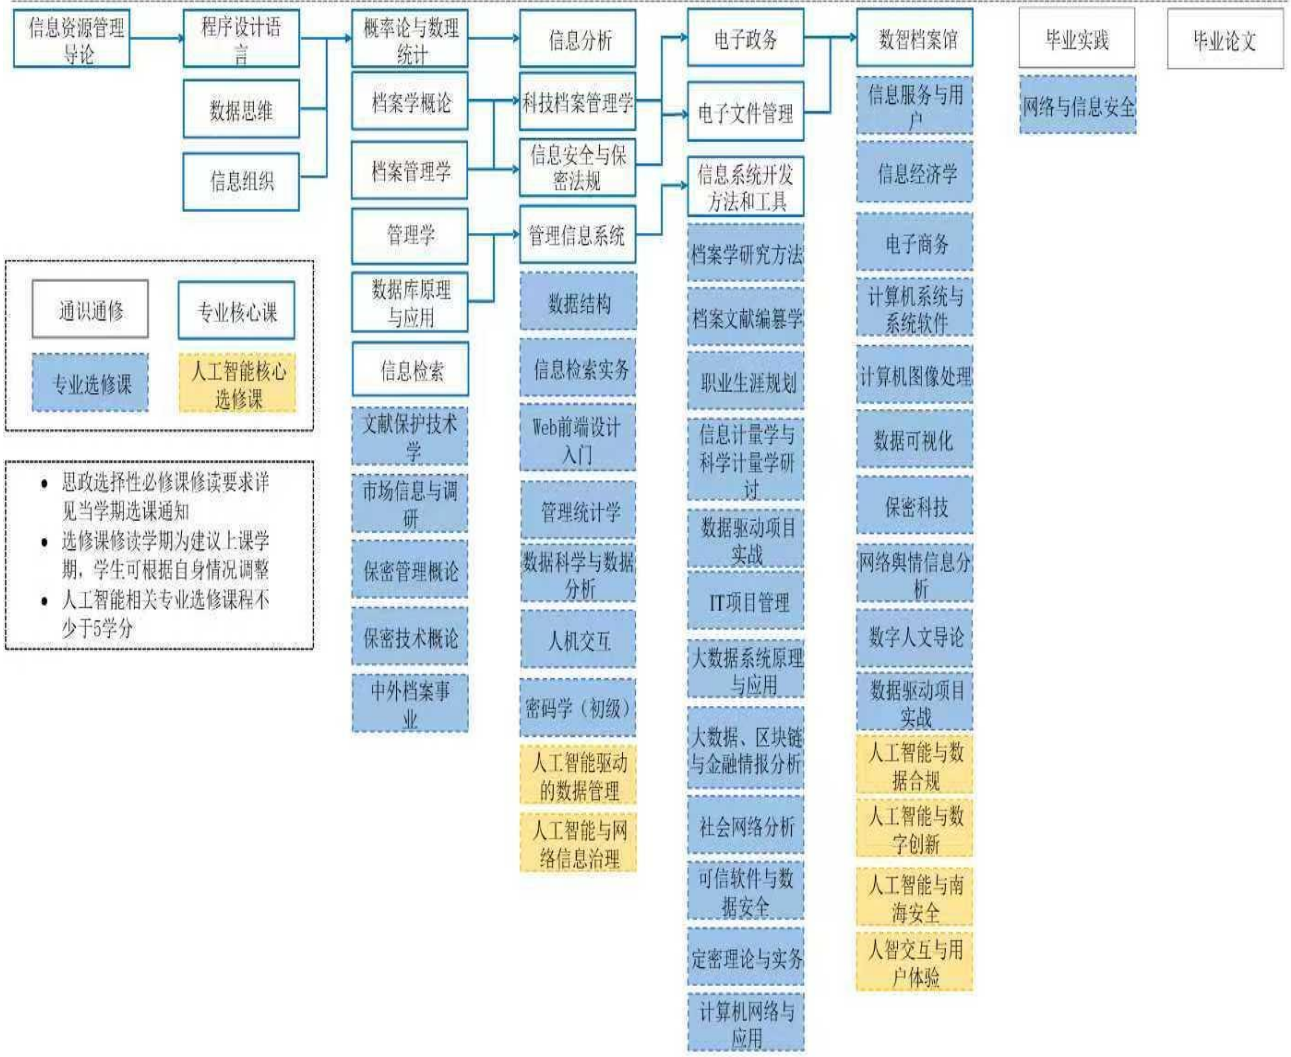 信息资源管理
导论
程序设计语
言
数据思维
信息组织
通识通修
专业核心课
专业选修课
人工智能核心
选修课
● 思政选择性必修课修读要求详
见当学期选课通知
● 选修课修读学期为建议上课学
期，学生可根据自身情况调整
● 人工智能相关专业选修课程不
少于5学分
概率论与数理
统计
档案学概论
档案管理学
管理学
数据库原理
与应用
信息检索
文献保护技术
学
市场信息与调
研
保密管理概论
保密技术概论
中外档案事
业
信息分析
科技档案管理学
信息安全与保
密法规
管理信息系统
数据结构
信息检索实务
Web前端设计
入门
管理统计学
数据科学与数据
分析
人机交互
密码学（初级）
人工智能驱动
的数据管理
人工智能与网
络信息治理
电子政务
电子文件管理
信息系统开发
方法和工具
档案学研究方法
档案文献编纂学
职业生涯规划
信息计量学与
科学计量学研
讨
数据驱动项目
实战
IT项目管理
大数据系统原理
与应用
大数据、区块链
与金融情报分析
社会网络分析
可信软件与数
据安全
定密理论与实务
计算机网络与
应用
数智档案馆
信息服务与用
户
信息经济学
电子商务
计算机系统与
系统软件
计算机图像处理
数据可视化
保密科技
网络舆情信息分
析
数字人文导论
数据驱动项目
实战
人工智能与数
据合规
人工智能与数
字创新
人工智能与南
海安全
人智交互与用
户体验
毕业实践
网络与信息安全
毕业论文